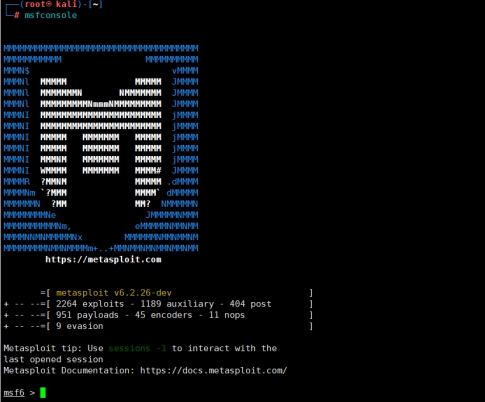 ┌──(root㉿kali)-[~]
└─# msfconsole
MMMMMMMMMMMMMMMMMMMMMMMMMMMMMMMMMMMMMM
MMMMMMMMMMM                MMMMMMMMMM
MMMN$                           vMMMM
MMMNl  MMMMM             MMMMM  JMMMM
MMMNl  MMMMMMMN       NMMMMMMM  JMMMM
MMMNl  MMMMMMMMMNmmmNMMMMMMMMM  JMMMM
MMMNI  MMMMMMMMMMMMMMMMMMMMMMM  jMMMM
MMMNI  MMMMMMMMMMMMMMMMMMMMMMM  jMMMM
MMMNI  MMMMM   MMMMMMM   MMMMM  jMMMM
MMMNI  MMMMM   MMMMMMM   MMMMM  jMMMM
MMMNI  MMMNM   MMMMMMM   MMMMM  jMMMM
MMMNI  WMMMM   MMMMMMM   MMMM#  JMMMM
MMMMR  ?MMNM             MMMMM .dMMMM
MMMMNm `?MMM             MMMM` dMMMMM
MMMMMMN  ?MM             MM?  NMMMMMN
MMMMMMMMNe                 JMMMMMNMMM
MMMMMMMMMMNm,            eMMMMMNMMNMM
MMMMNNMNMMMMMNx        MMMMMMNMMNMMNM
MMMMMMMMNMMNMMMMm+..+MMNMMNMNMMNMMNMM
https://metasploit.com
=[ metasploit v6.2.26-dev ]
+ -- --=[ 2264 exploits - 1189 auxiliary - 404 post ]
+ -- --=[ 951 payloads - 45 encoders - 11 nops ]
+ -- --=[ 9 evasion ]
Metasploit tip: Use sessions -1 to interact with the
last opened session
Metasploit Documentation: https://docs.metasploit.com/
msf6 >